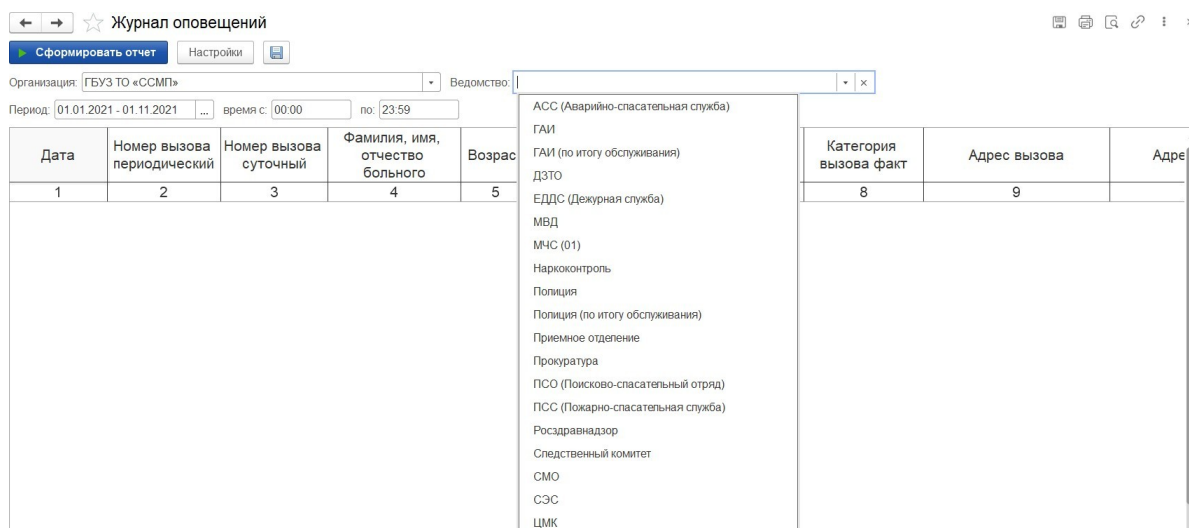 Журнал оповещений
Сформировать отчет Настройки
Организация: ГБУЗ ТО «ССМП» Ведомство:
Период: 01.01.2021 - 01.11.2021 ... время с: 00:00 по: 23:59
АСС (Аварийно-спасательная служба)
ГАИ
ГАИ (по итогу обслуживания)
ДЗТО
ЕДДС (Дежурная служба)
МВД
МЧС (01)
Наркоконтроль
Полиция
Полиция (по итогу обслуживания)
Приемное отделение
Прокуратура
ПСО (Поисково-спасательный отряд)
ПСС (Пожарно-спасательная служба)
Росздравнадзор
Следственный комитет
СМО
СЭС
ЦМК
Дата
Номер вызова
периодический
Номер вызова
суточный
Фамилия, имя,
отчество
больного
Возрас
Категория
вызова факт
Адрес вызова
Адре
1 2 3 4 5 8 9